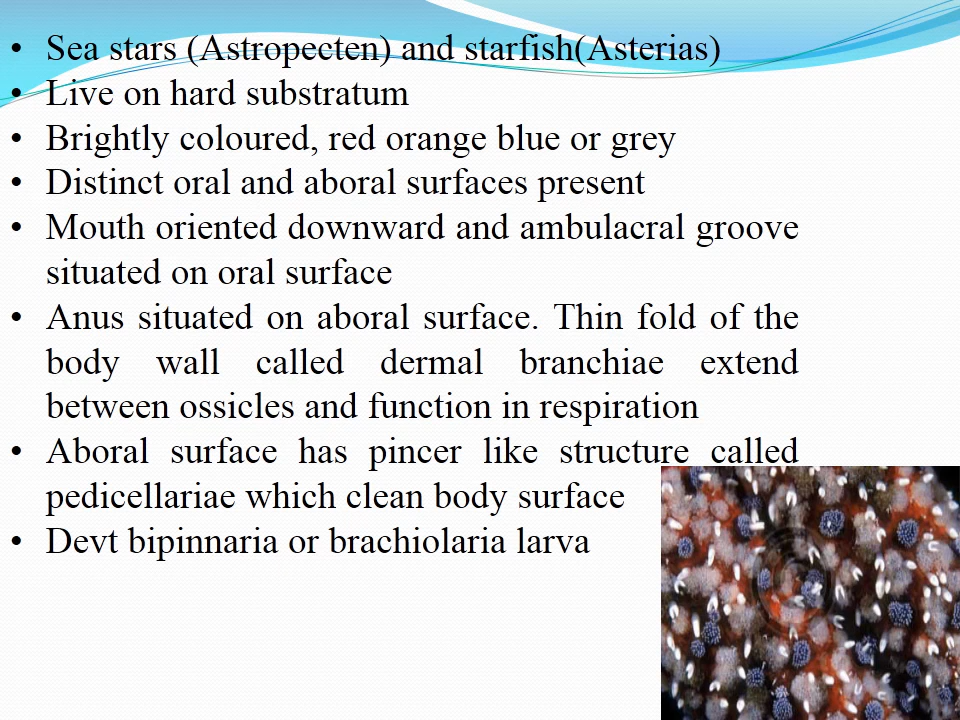 • Sea stars (Astropecten) and starfish(Asterias)
• Live on hard substratum
• Brightly coloured, red orange blue or grey
• Distinct oral and aboral surfaces present
• Mouth oriented downward and ambulacral groove
situated on oral surface
• Anus situated on aboral surface. Thin fold of the
body wall called dermal branchiae extend
between ossicles and function in respiration
• Aboral surface has pincer like structure called
pedicellariae which clean body surface
• Devt bipinnaria or brachiolaria larva